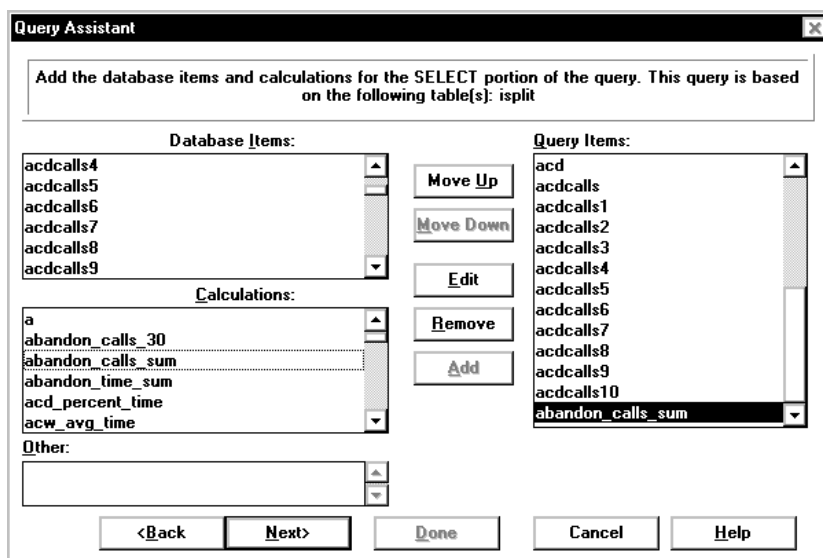 Query Assistant
Add the database items and calculations for the SELECT portion of the query. This query is based
on the following table(s): isplit
Database Items:
acdcalls4
acdcalls5
acdcalls6
acdcalls7
acdcalls8
acdcalls9
Calculations:
a
abandon_calls_30
abandon_calls_sum
abandon_time_sum
acd_percent_time
acw_avg_time
Other:
Move Up
Move Down
Edit
Remove
Add
Query Items:
acd
acdcalls
acdcalls1
acdcalls2
acdcalls3
acdcalls4
acdcalls5
acdcalls6
acdcalls7
acdcalls8
acdcalls9
acdcalls10
abandon_calls_sum
<Back
Next>
Done
Cancel
Help